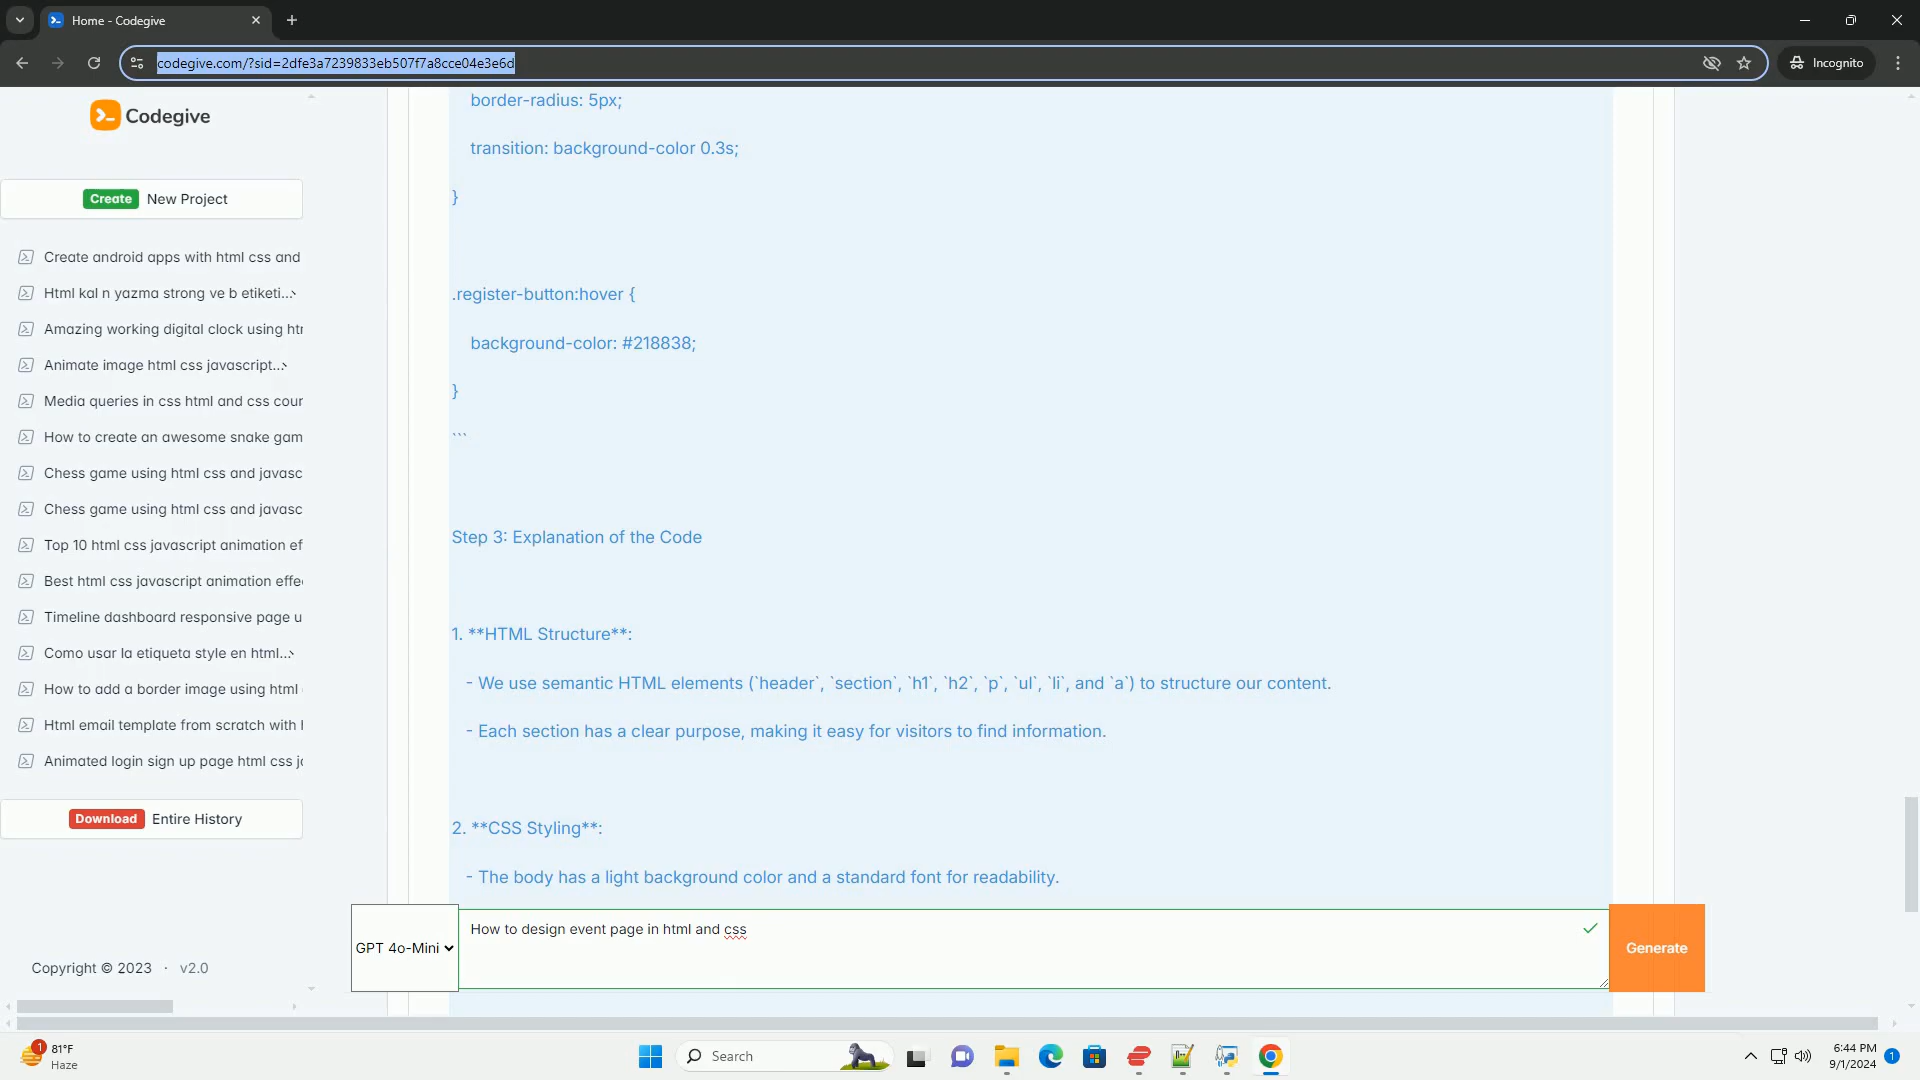 Home - Codegive
codegive.com/?sid=2dfe3a7239833eb507f7a8cce04e3e6d
Incognito
Codegive
Create New Project
Create android apps with html css and
Html kal n yazma strong ve b etiketi...
Amazing working digital clock using htr
Animate image html css javascript...
Media queries in css html and css cour
How to create an awesome snake gam
Chess game using html css and javasc
Chess game using html css and javasc
Top 10 html css javascript animation ef
Best html css javascript animation effe
Timeline dashboard responsive page u
Como usar la etiqueta style en html...
How to add a border image using html
Html email template from scratch with l
Animated login sign up page html css j
Download Entire History
Copyright © 2023 · v2.0
border-radius: 5px;
transition: background-color 0.3s;
}
.register-button:hover {
background-color: #218838;
}
```
Step 3: Explanation of the Code
1. **HTML Structure**:
- We use semantic HTML elements (`header`, `section`, `h1`, `h2`, `p`, `ul`, `li`, and `a`) to structure our content.
- Each section has a clear purpose, making it easy for visitors to find information.
2. **CSS Styling**:
- The body has a light background color and a standard font for readability.
GPT 4o-Mini
How to design event page in html and css
Generate
1
81°F
Haze
Search
6:44 PM
9/1/2024
1